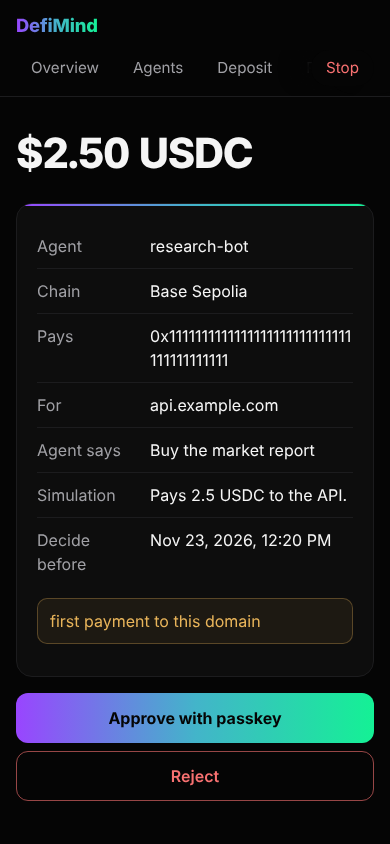 DefiMind
Overview
Agents
Deposit
Stop
$2.50 USDC
Agent
research-bot
Chain
Base Sepolia
Pays
0x1111111111111111111111111111
111111111111
For
api.example.com
Agent says
Buy the market report
Simulation
Pays 2.5 USDC to the API.
Decide
before
Nov 23, 2026, 12:20 PM
first payment to this domain
Approve with passkey
Reject